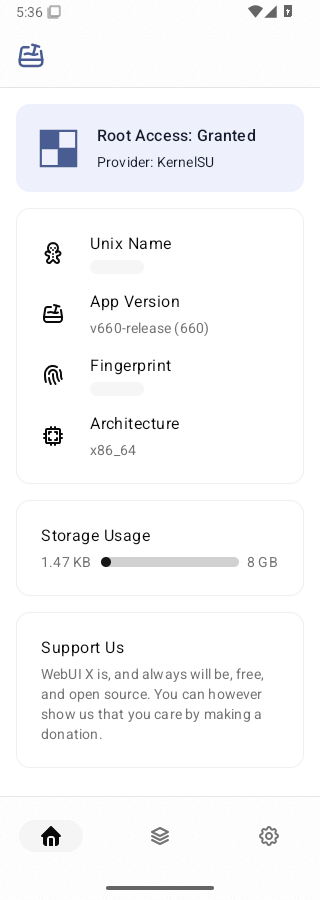 5:36
Root Access: Granted
Provider: KernelSU
Unix Name
App Version
v660-release (660)
Fingerprint
Architecture
x86_64
Storage Usage
1.47 KB
8 GB
Support Us
WebUI X is, and always will be, free,
and open source. You can however
show us that you care by making a
donation.